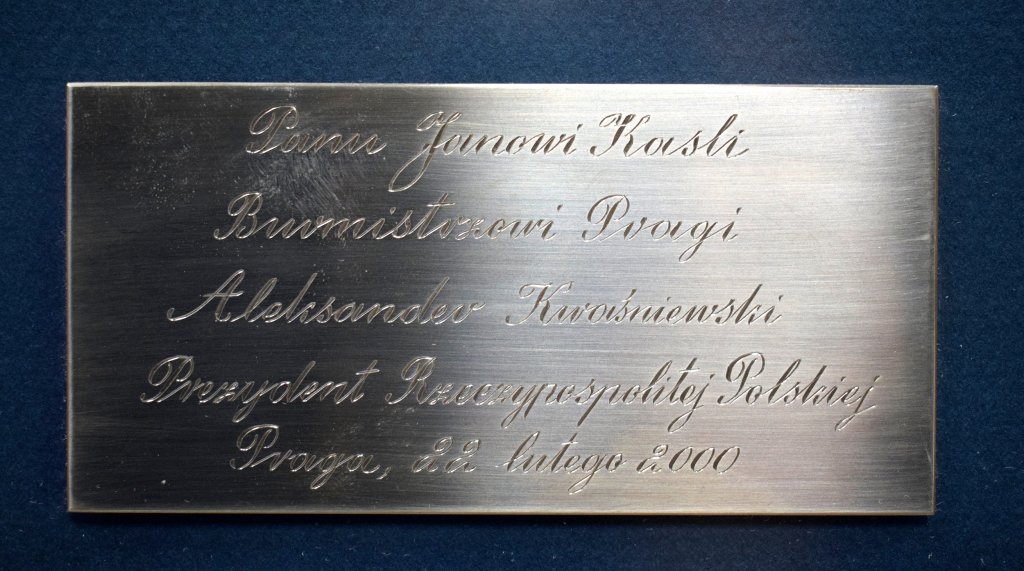 Panu Janowi Kasli
Burmistrzowi Pragi
Aleksander Kwaśniewski
Prezydent Rzeczypospolitej Polskiej
Praga, 22 lutego 2000